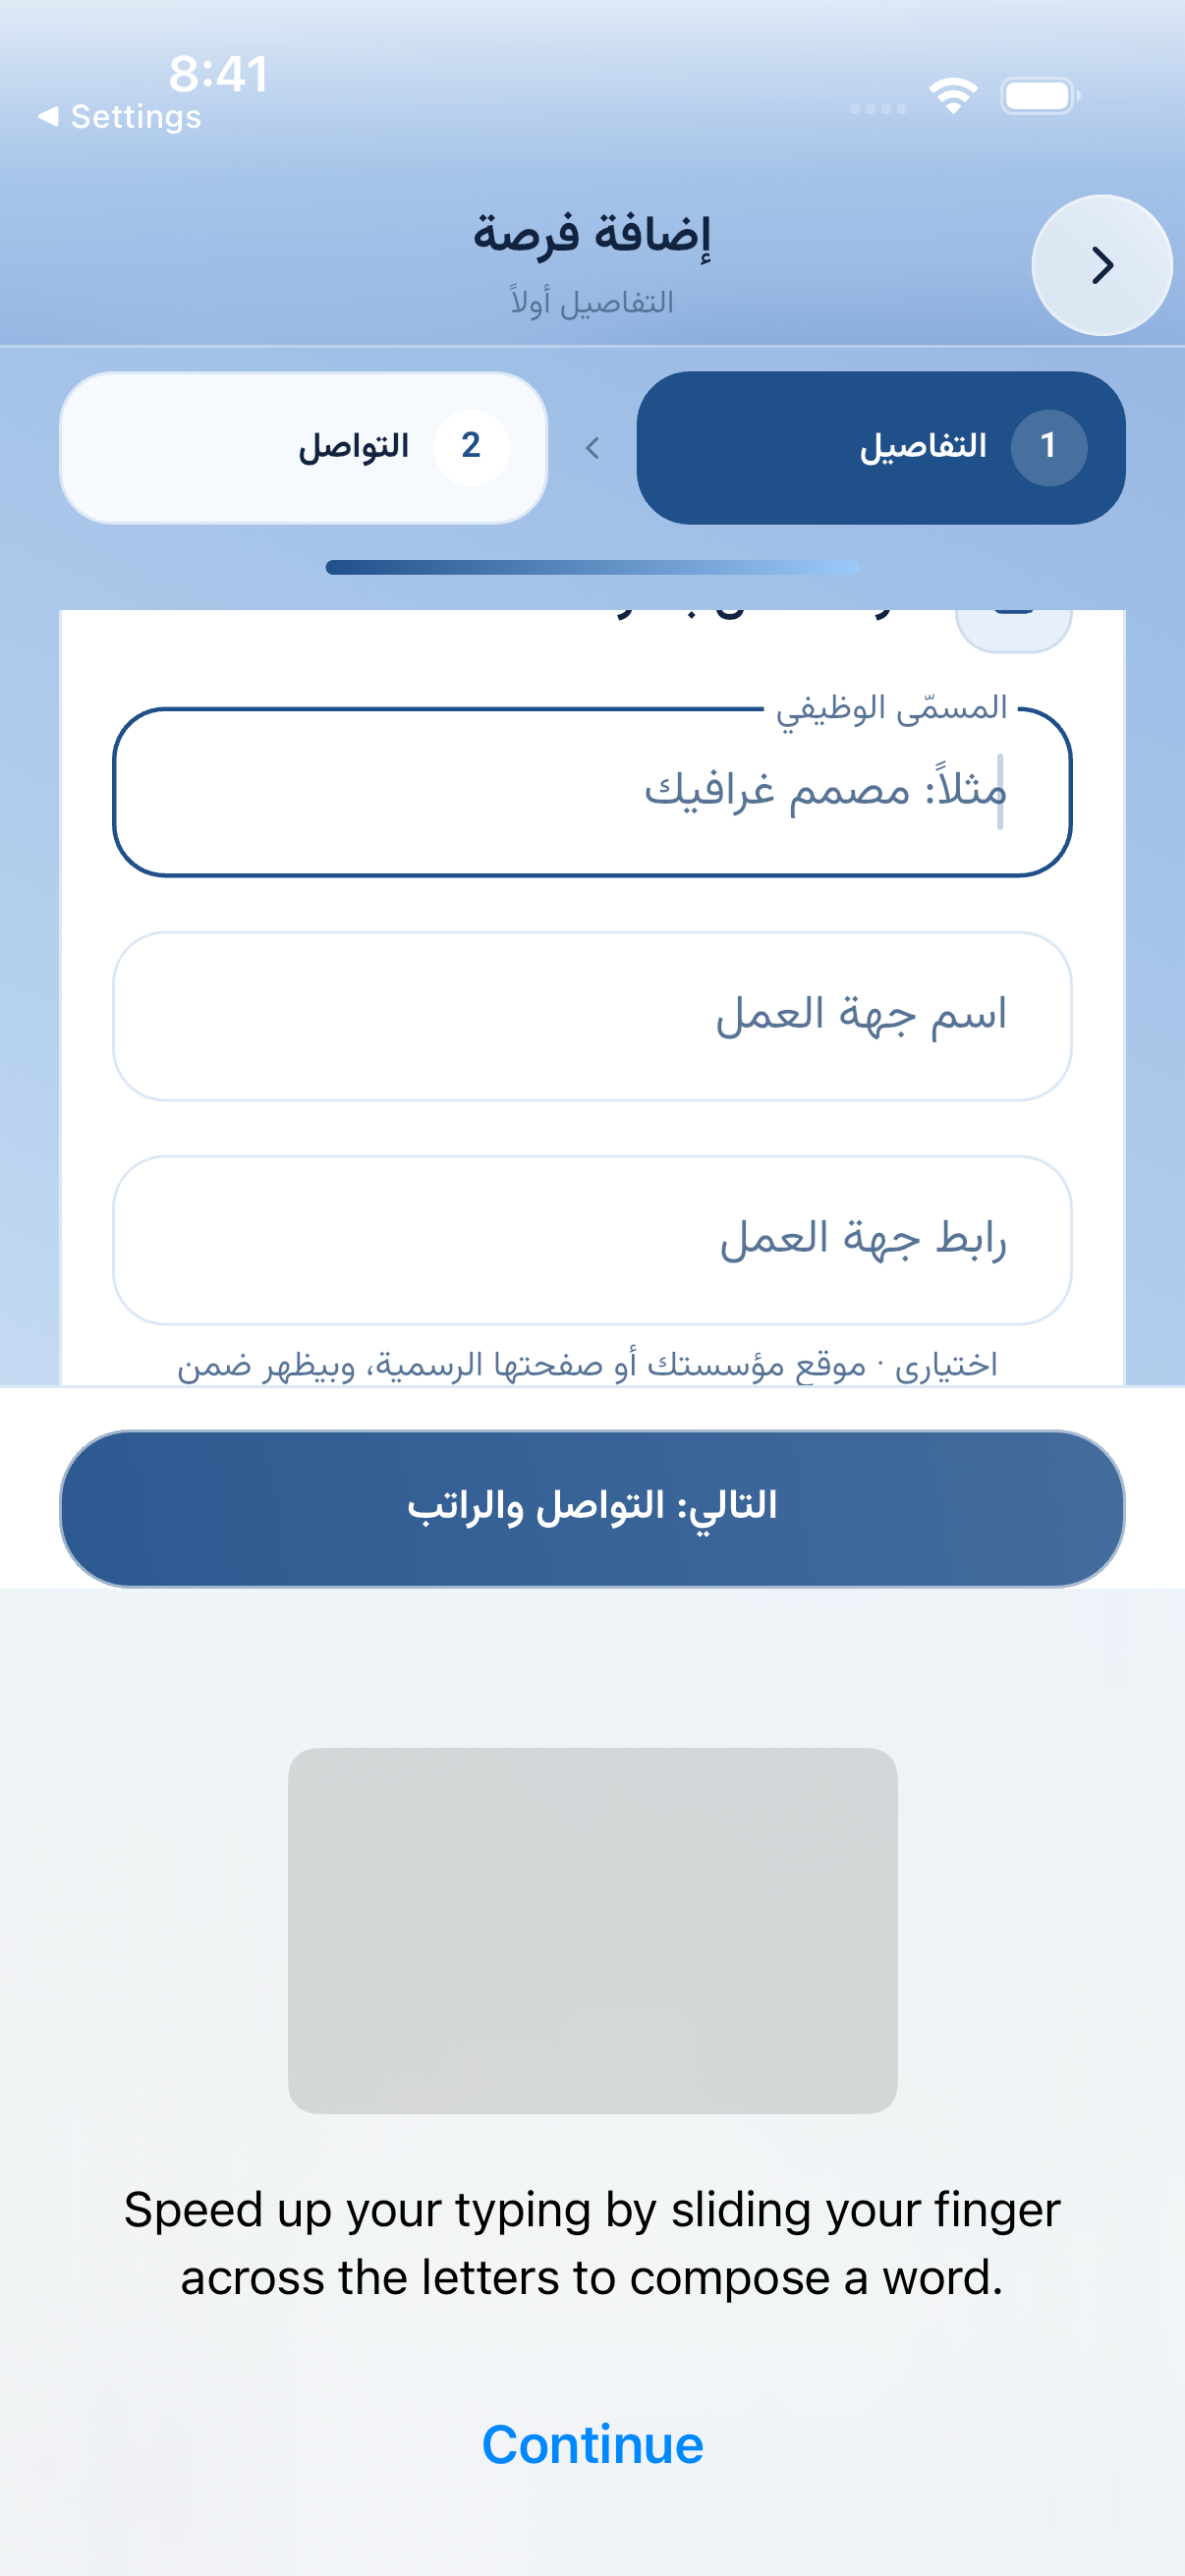 8:41
Settings
إضافة فرصة
التفاصيل أولاً
1 التفاصيل
2 التواصل
المسمّى الوظيفي
مثلاً: مصمم غرافيك
اسم جهة العمل
رابط جهة العمل
اختياري · موقع مؤسستك أو صفحتها الرسمية، وبيظهر ضمن
التالي: التواصل والراتب
Speed up your typing by sliding your finger
across the letters to compose a word.
Continue